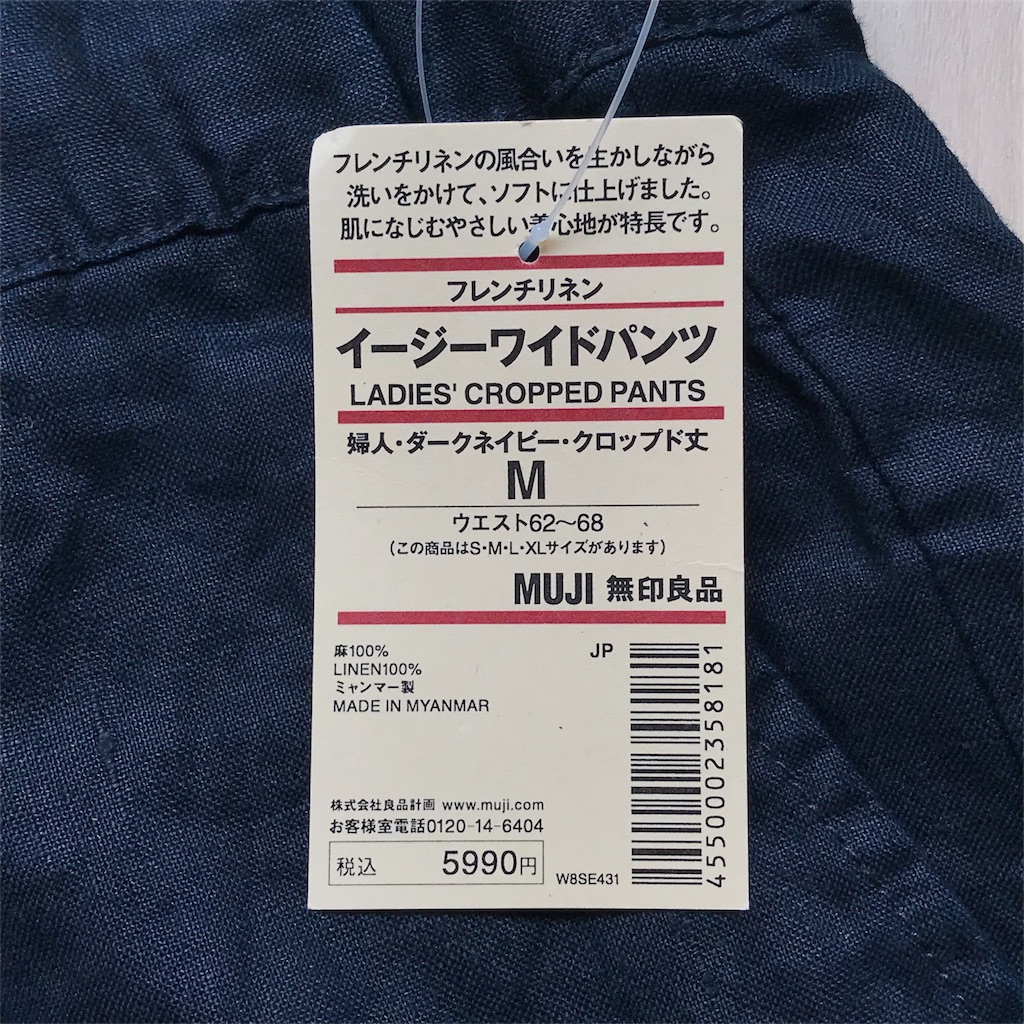 フレンチリネンの風合いを生かしながら
洗いをかけて、ソフトに仕上げました。
肌になじむやさしい着心地が特長です。
フレンチリネン
イージーワイドパンツ
LADIES' CROPPED PANTS
婦人・ダークネイビー・クロップド丈
M
ウエスト62〜68
(この商品はS・M・L・XLサイズがあります)
MUJI 無印良品
麻100%
LINEN100%
ミャンマー製
MADE IN MYANMAR
JP
株式会社良品計画 www.muji.com
お客様室電話0120-14-6404
税込 5990円
W8SE431
4550002358181